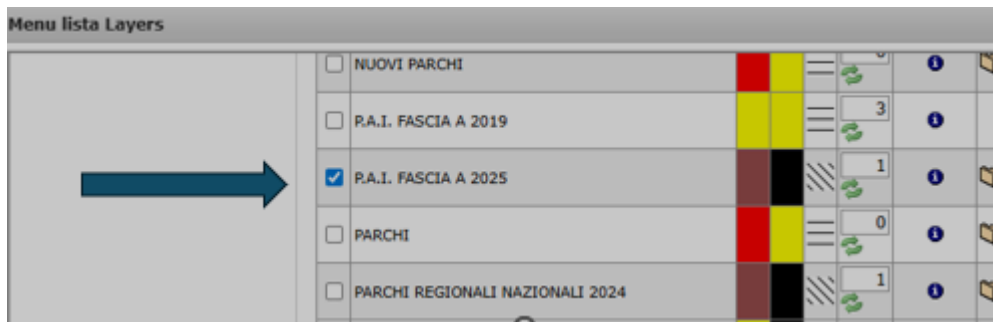 Menu lista Layers
NUOVI PARCHI
P.A.I. FASCIA A 2019 3
P.A.I. FASCIA A 2025 1
PARCHI 0
PARCHI REGIONALI NAZIONALI 2024 1